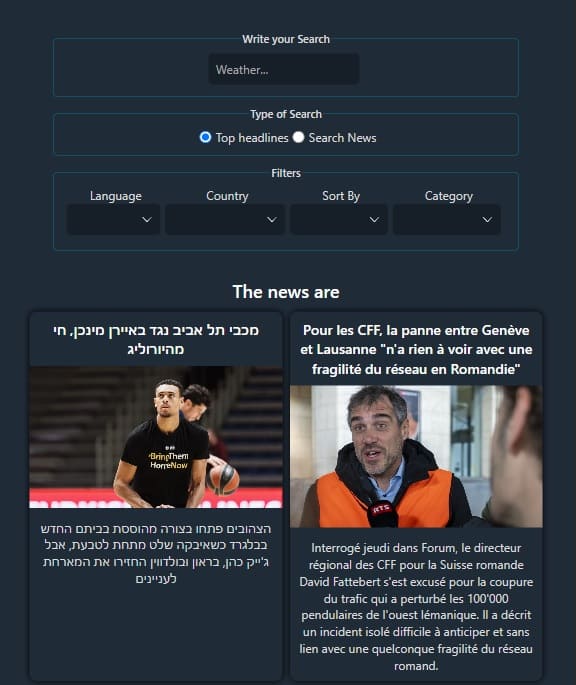 Write your Search
Weather...
Type of Search
Top headlines Search News
Filters
Language Country Sort By Category
The news are
מכבי תל אביב נגד באיירן מינכן, חי
מהיורוליג
#BringThem
HomeNow
הצהובים פתחו בצורה מהוססת בביתם החדש
בבלגרד כשאיבקה שלט מתחת לטבעת, אבל
ג'ייק כהן, בראון ובולדווין החזירו את המארחת
לעניינים
Pour les CFF, la panne entre Genève
et Lausanne "n'a rien à voir avec une
fragilité du réseau en Romandie"
RTS
Interrogé jeudi dans Forum, le directeur
régional des CFF pour la Suisse romande
David Fattebert s'est excusé pour la coupure
du trafic qui a perturbé les 100'000
pendulaires de l'ouest lémanique. Il a décrit
un incident isolé difficile à anticiper et sans
lien avec une quelconque fragilité du réseau
romand.